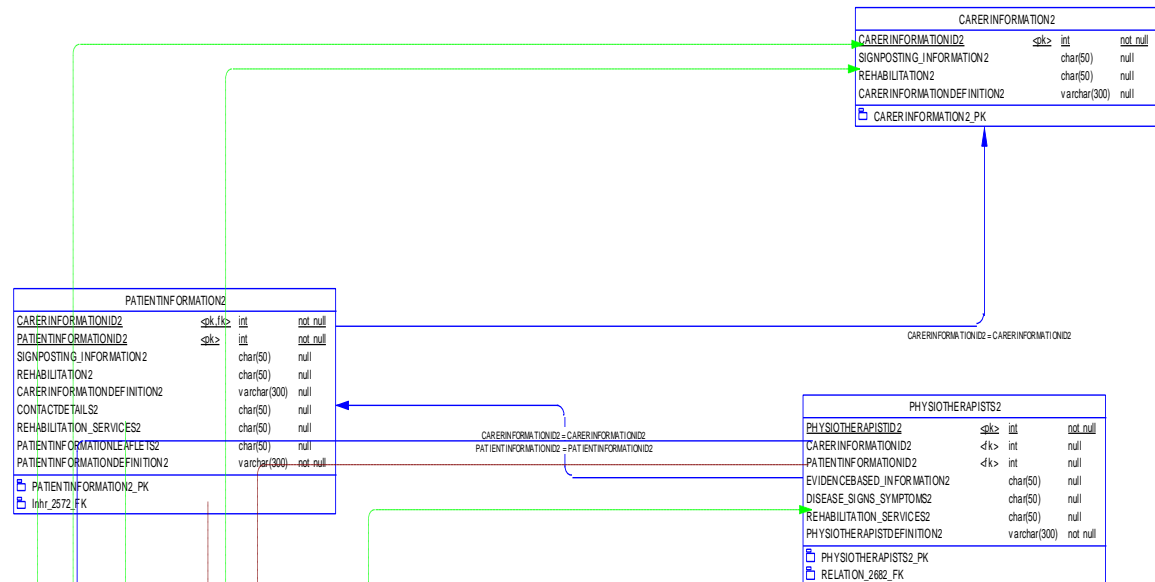 CARERINFORMATION2
CARERINFORMATIONID2 <pk> int not null
SIGNPOSTING_INFORMATION2 char(50) null
REHABILITATION2 char(50) null
CARERINFORMATIONDEFINITION2 varchar(300) null
CARERINFORMATION2_PK
PATIENTINFORMATION2
CARERINFORMATIONID2 <pk,fk> int not null
PATIENTINFORMATIONID2 <pk> int not null
SIGNPOSTING_INFORMATION2 char(50) null
REHABILITATION2 char(50) null
CARERINFORMATIONDEFINITION2 varchar(300) null
CONTACTDETAILS2 char(50) null
REHABILITATION_SERVICES2 char(50) null
PATIENTINFORMATIONLEAFLETS2 char(50) null
PATIENTINFORMATIONDEFINITION2 varchar(300) not null
PATIENTINFORMATION2_PK
Inhr_2572_FK
CARERINFORMATIONID2 = CARERINFORMATIONID2
CARERINFORMATIONID2 = CARERINFORMATIONID2
PATIENTINFORMATIONID2 = PATIENTINFORMATIONID2
PHYSIOTHERAPISTS2
PHYSIOTHERAPISTID2 <pk> int not null
CARERINFORMATIONID2 <fk> int null
PATIENTINFORMATIONID2 <fk> int null
EVIDENCEBASED_INFORMATION2 char(50) null
DISEASE_SIGNS_SYMPTOMS2 char(50) null
REHABILITATION_SERVICES2 char(50) null
PHYSIOTHERAPISTDEFINITION2 varchar(300) not null
PHYSIOTHERAPISTS2_PK
RELATION_2682_FK